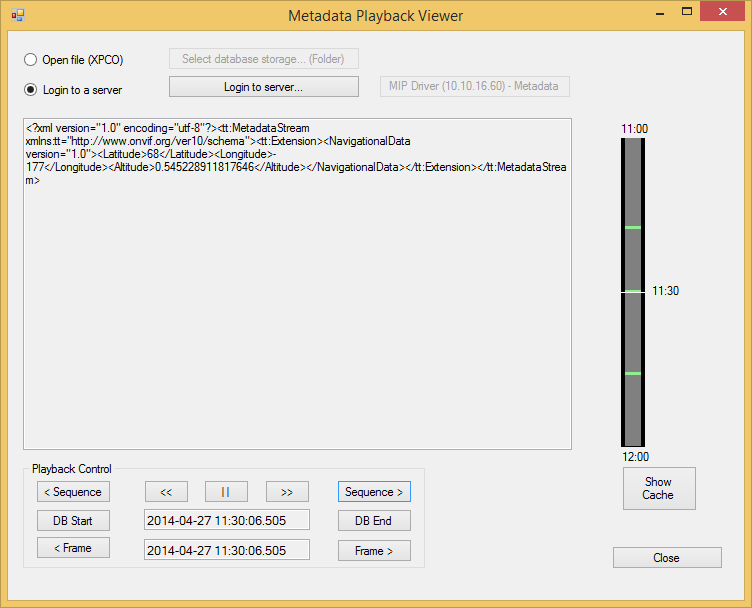 Metadata Playback Viewer
Open file (XPCO)
Select database storage... (Folder)
Login to a server
Login to server...
MIP Driver (10.10.16.60) - Metadata
<?xml version="1.0" encoding="utf-8"?><tt:MetadataStream
xmlns:tt="http://www.onvif.org/ver10/schema"><tt:Extension><NavigationalData
version="1.0"><Latitude>68</Latitude><Longitude>-
177</Longitude><Altitude>0.545228911817646</Altitude></NavigationalData></tt:Extension></tt:MetadataStrea
m>
11:00
11:30
12:00
Playback Control
< Sequence
<<
||
>>
Sequence >
DB Start
2014-04-27 11:30:06.505
DB End
< Frame
2014-04-27 11:30:06.505
Frame >
Show
Cache
Close